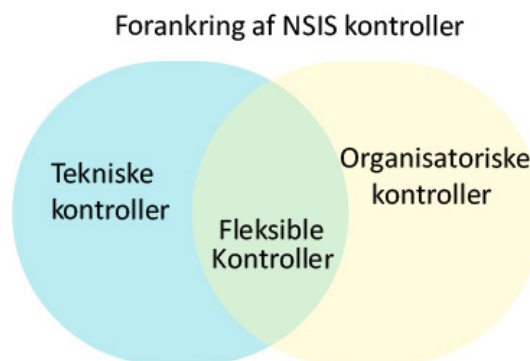 Forankring af NSIS kontroller
Tekniske
kontroller
Organisatoriske
kontroller
Fleksible
Kontroller